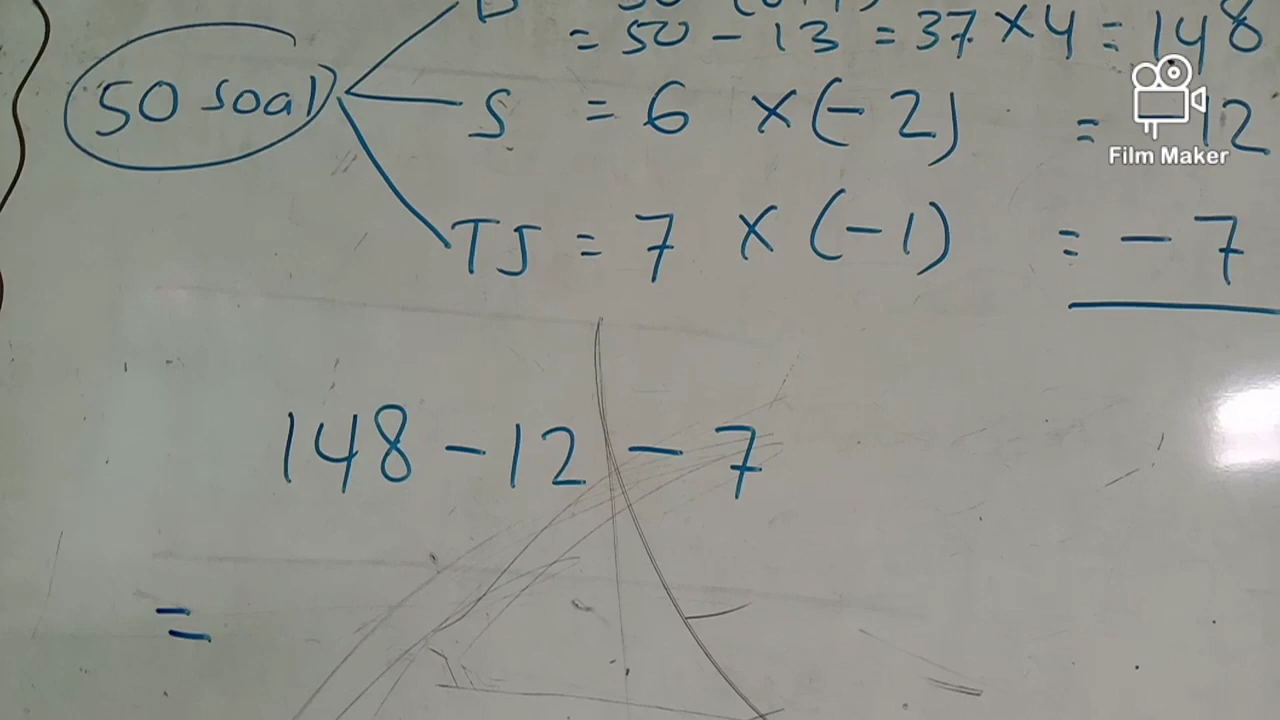 = 50 - 13 = 37 × 4 = 148
50 soal
S = 6 × (- 2) = 12
Film Maker
TJ = 7 × (-1) = - 7
148 - 12 - 7
=